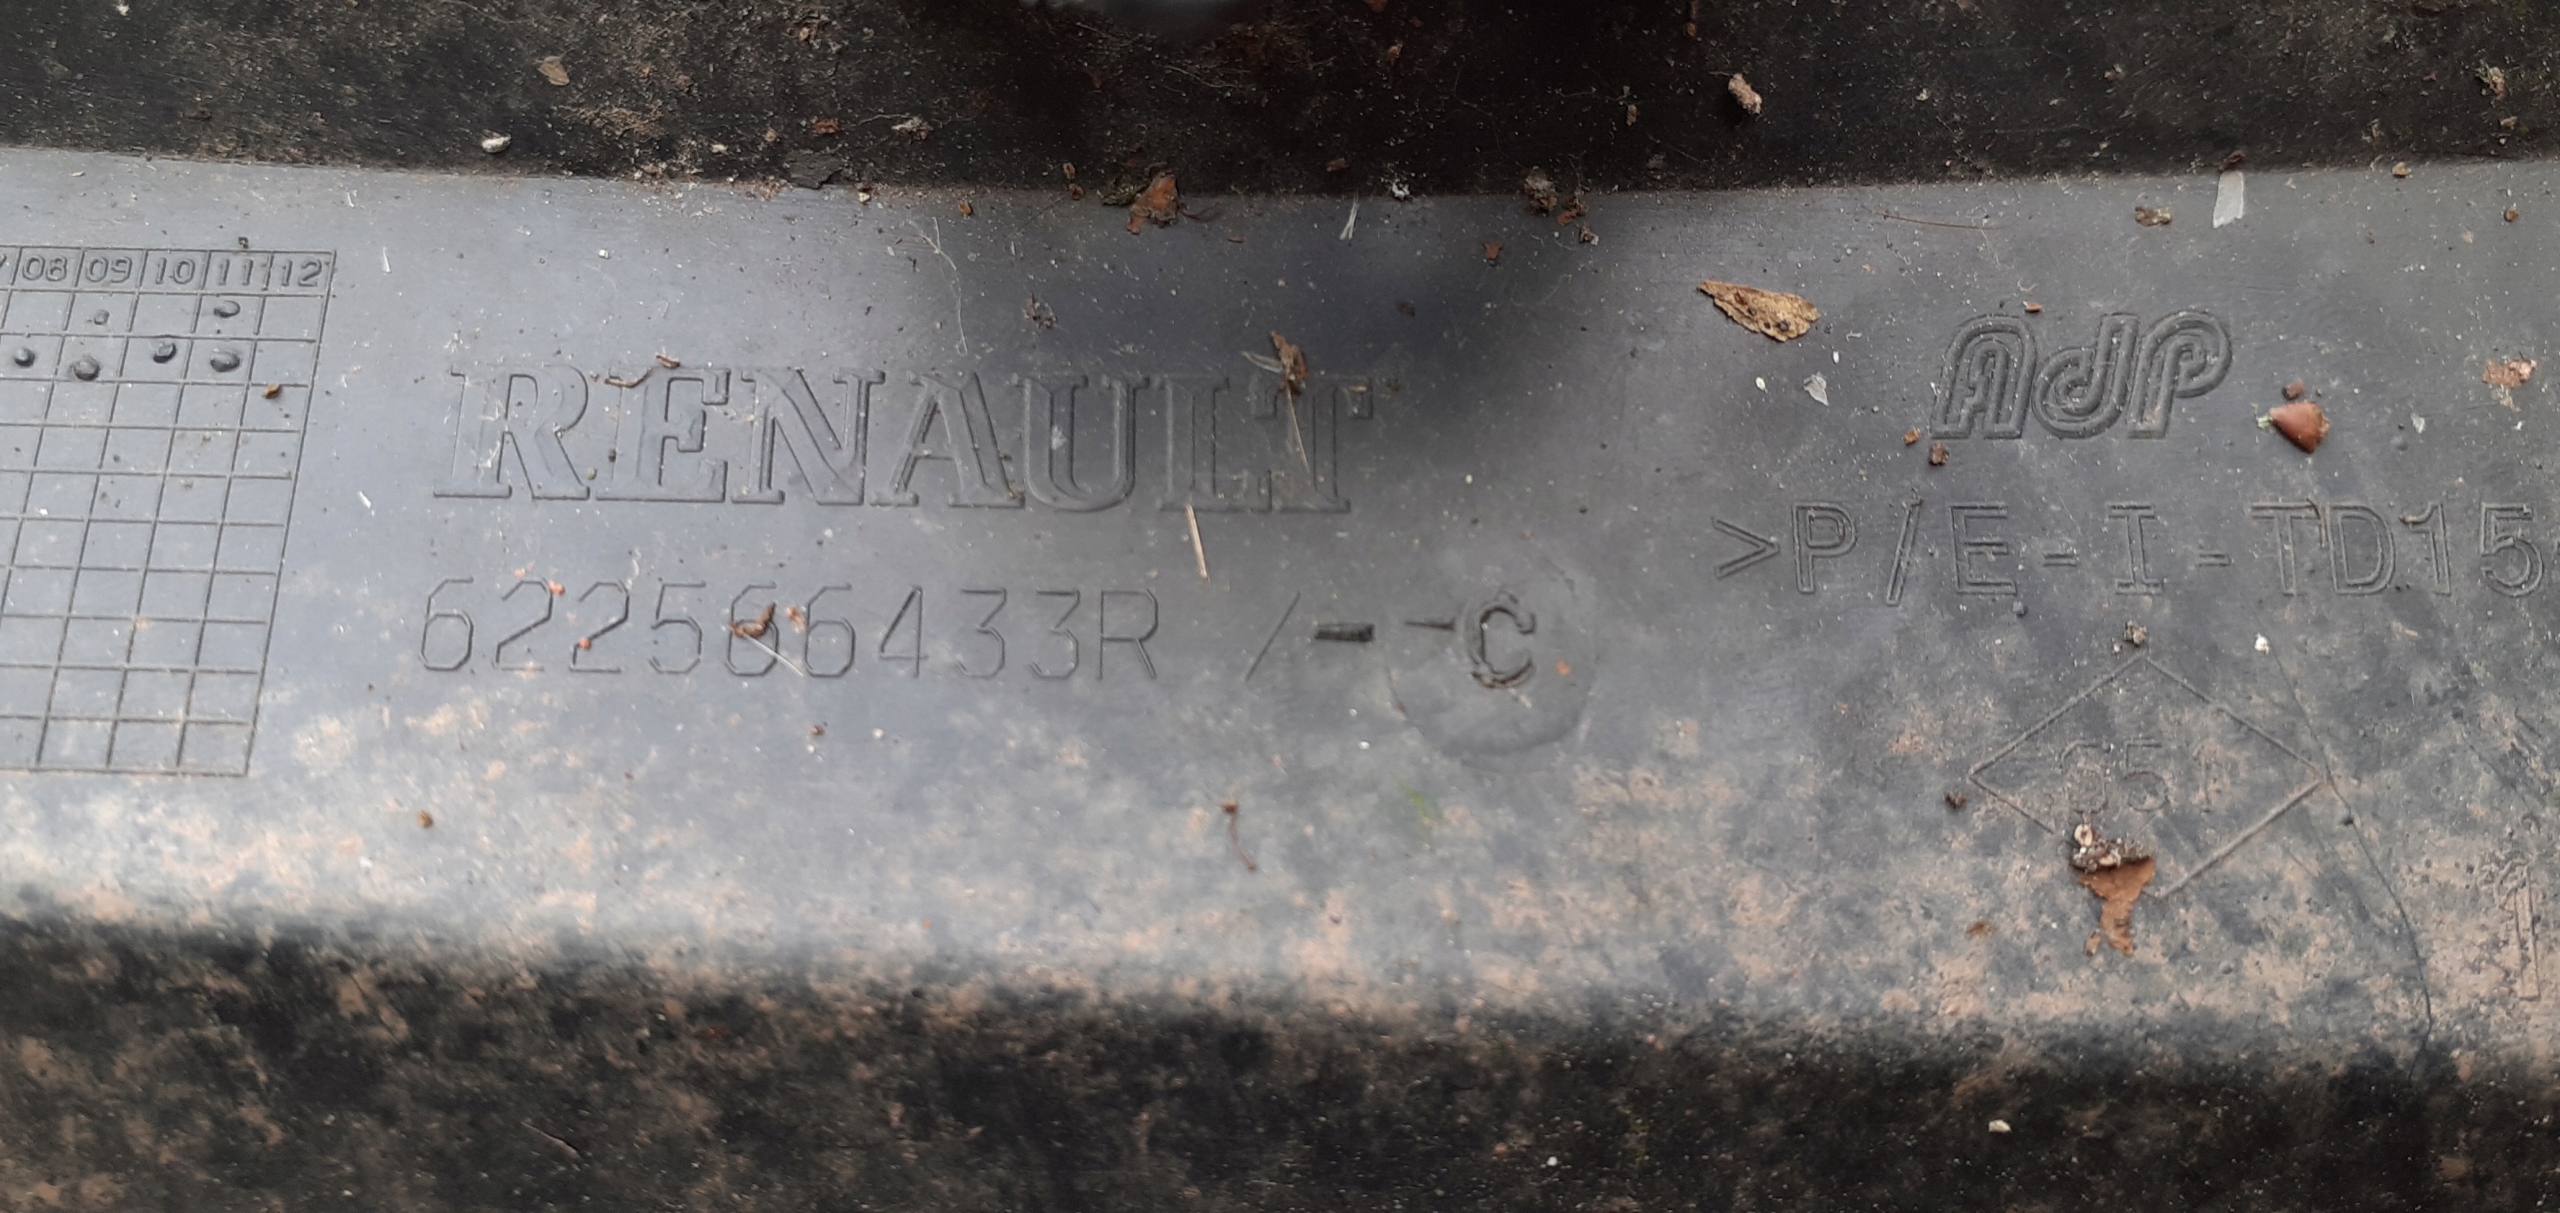 08 09 10 11 12
RENAULT
622566433R /--C
AdP
>P/E-I-TD15